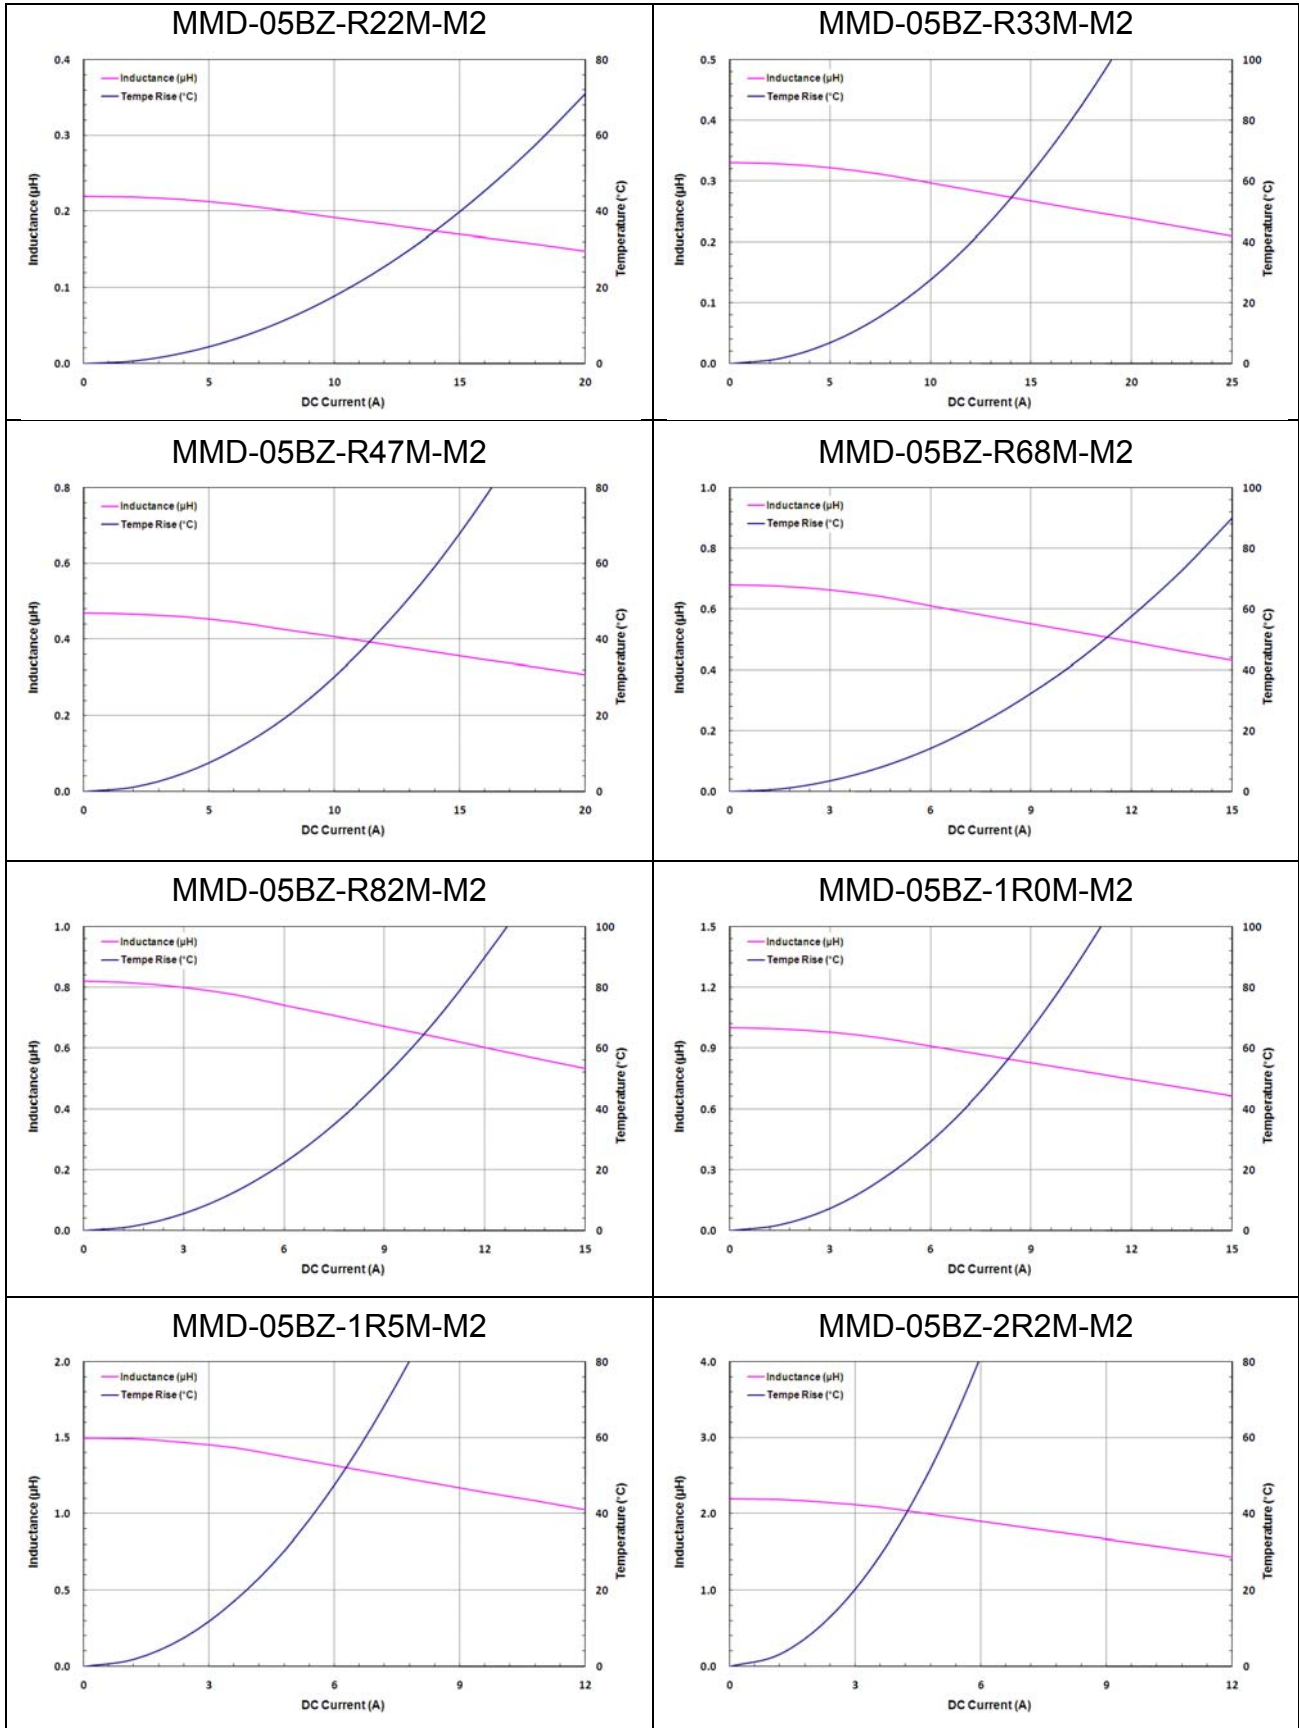 MMD-05BZ-R22M-M2
Inductance (µH)
Tempe Rise (°C)
0.4
0.3
0.2
0.1
0.0
80
60
40
20
0
0 5 10 15 20
Inductance (µH)
Temperature (°C)
DC Current (A)
MMD-05BZ-R33M-M2
Inductance (µH)
Tempe Rise (°C)
0.5
0.4
0.3
0.2
0.1
0.0
100
80
60
40
20
0
0 5 10 15 20 25
Inductance (µH)
Temperature (°C)
DC Current (A)
MMD-05BZ-R47M-M2
Inductance (µH)
Tempe Rise (°C)
0.8
0.6
0.4
0.2
0.0
80
60
40
20
0
0 5 10 15 20
Inductance (µH)
Temperature (°C)
DC Current (A)
MMD-05BZ-R68M-M2
Inductance (µH)
Tempe Rise (°C)
1.0
0.8
0.6
0.4
0.2
0.0
100
80
60
40
20
0
0 3 6 9 12 15
Inductance (µH)
Temperature (°C)
DC Current (A)
MMD-05BZ-R82M-M2
Inductance (µH)
Tempe Rise (°C)
1.0
0.8
0.6
0.4
0.2
0.0
100
80
60
40
20
0
0 3 6 9 12 15
Inductance (µH)
Temperature (°C)
DC Current (A)
MMD-05BZ-1R0M-M2
Inductance (µH)
Tempe Rise (°C)
1.5
1.2
0.9
0.6
0.3
0.0
100
80
60
40
20
0
0 3 6 9 12 15
Inductance (µH)
Temperature (°C)
DC Current (A)
MMD-05BZ-1R5M-M2
Inductance (µH)
Tempe Rise (°C)
2.0
1.5
1.0
0.5
0.0
80
60
40
20
0
0 3 6 9 12
Inductance (µH)
Temperature (°C)
DC Current (A)
MMD-05BZ-2R2M-M2
Inductance (µH)
Tempe Rise (°C)
4.0
3.0
2.0
1.0
0.0
80
60
40
20
0
0 3 6 9 12
Inductance (µH)
Temperature (°C)
DC Current (A)